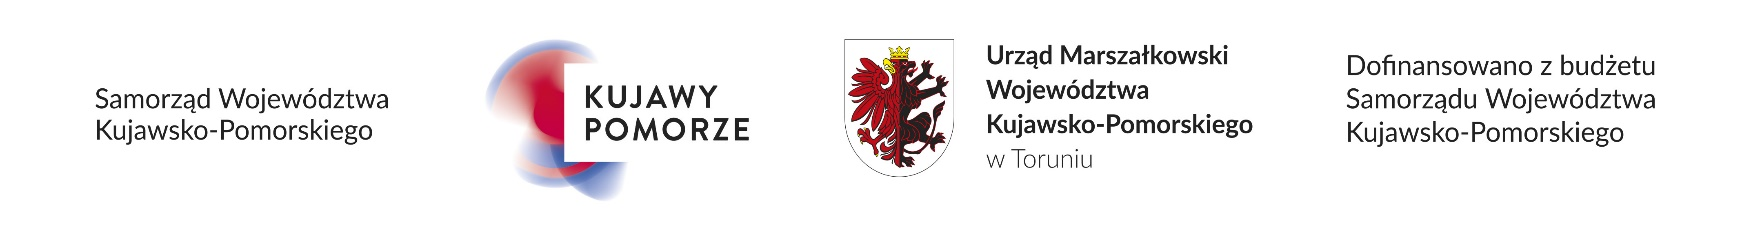 Samorząd Województwa
Kujawsko-Pomorskiego
KUJAWY
POMORZE
Urząd Marszałkowski
Województwa
Kujawsko-Pomorskiego
w Toruniu
Dofinansowano z budżetu
Samorządu Województwa
Kujawsko-Pomorskiego